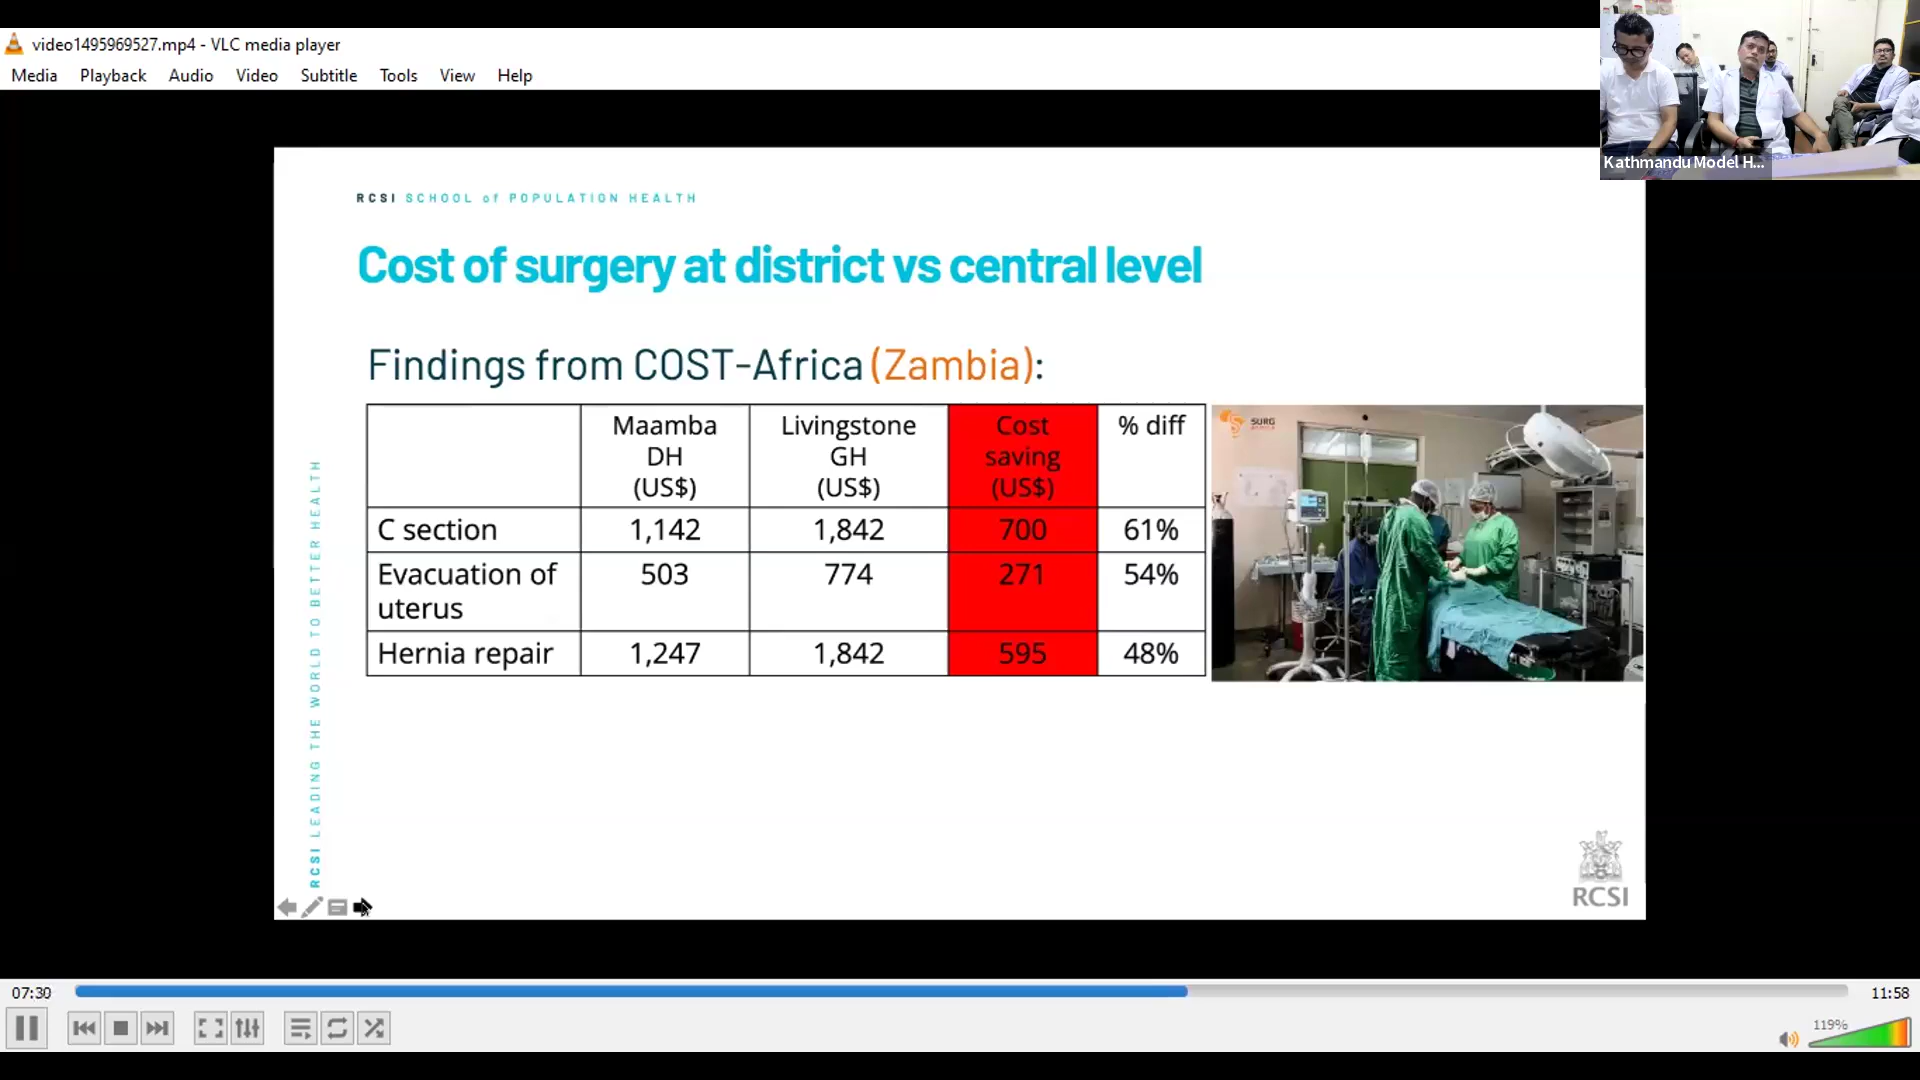 video1495969527.mp4 - VLC media player
Media Playback Audio Video Subtitle Tools View Help
Kathmandu Model H...
RCSI SCHOOL of POPULATION HEALTH
Cost of surgery at district vs central level
Findings from COST-Africa (Zambia):
Maamba DH (US$) Livingstone GH (US$) Cost saving (US$) % diff
C section 1,142 1,842 700 61%
Evacuation of uterus 503 774 271 54%
Hernia repair 1,247 1,842 595 48%
SURG
RCSI LEADING THE WORLD TO BETTER HEALTH
RCSI
07:30 11:58
119%